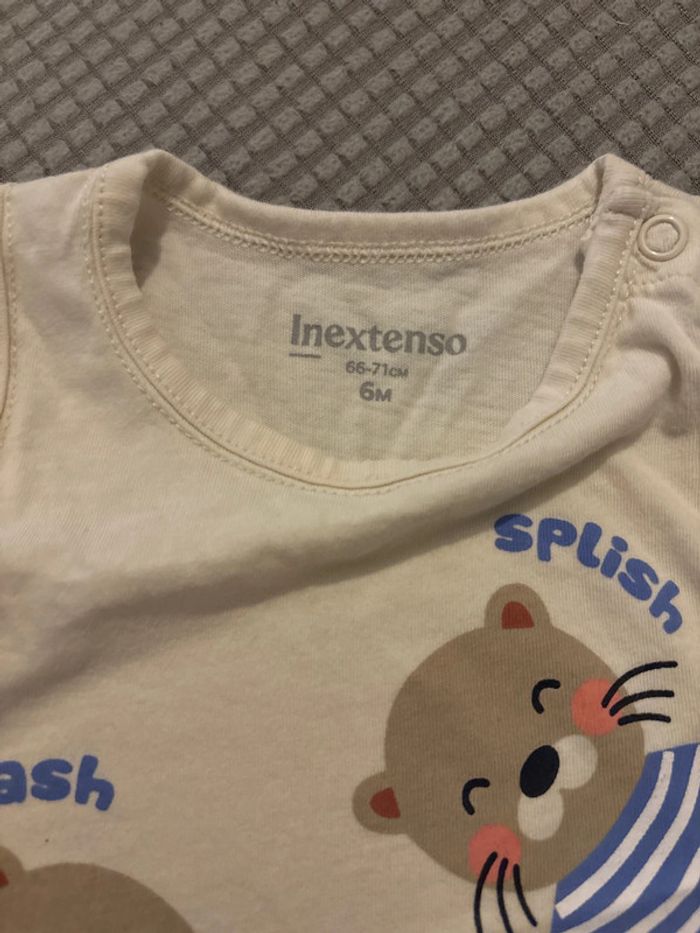 Inextenso
66-71CM
6M
SPLISH
ASH